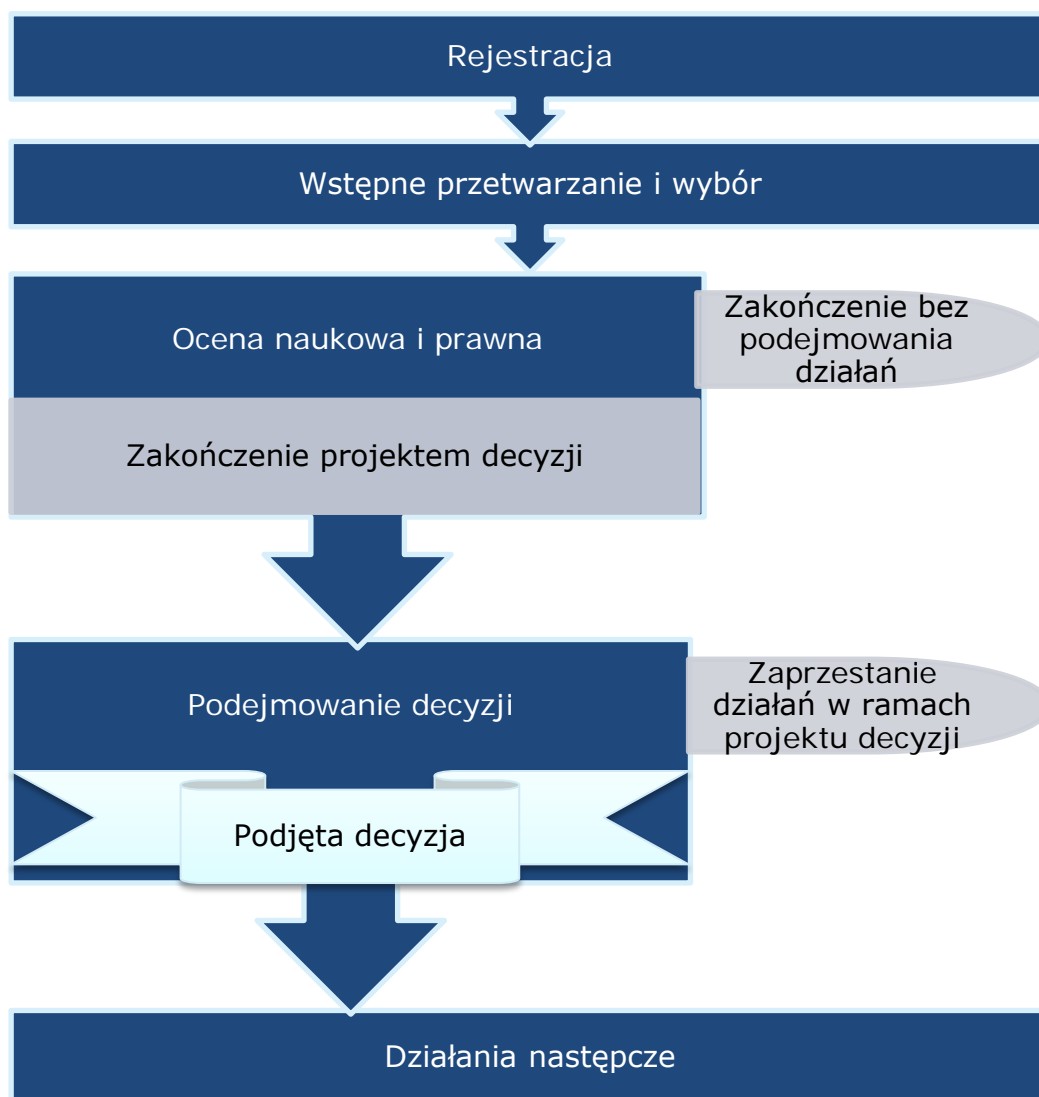 Rejestracja
Wstępne przetwarzanie i wybór
Ocena naukowa i prawna
Zakończenie bez
podejmowania
działań
Zakończenie projektem decyzji
Podejmowanie decyzji
Zaprzestanie
działań w ramach
projektu decyzji
Podjęta decyzja
Działania następcze